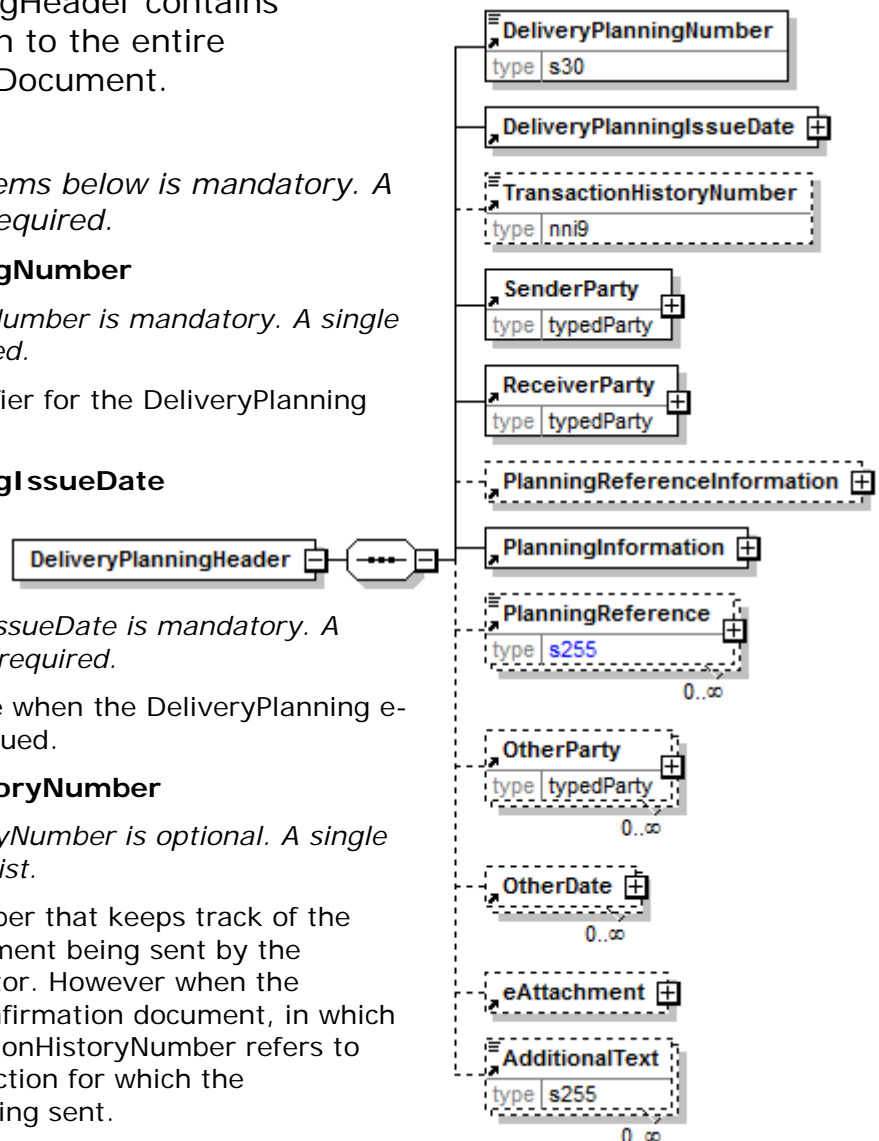 gHeader contains
n to the entire
Document.
ems below is mandatory. A
equired.
gNumber
Number is mandatory. A single
ed.
fier for the DeliveryPlanning
gIssueDate
ssueDate is mandatory. A
required.
e when the DeliveryPlanning e-
ued.
oryNumber
yNumber is optional. A single
ist.
ber that keeps track of the
ment being sent by the
tor. However when the
nfirmation document, in which
onHistoryNumber refers to
ction for which the
ing sent.
DeliveryPlanningHeader
DeliveryPlanningNumber
type s30
DeliveryPlanningIssueDate
TransactionHistoryNumber
type nni9
SenderParty
type typedParty
ReceiverParty
type typedParty
PlanningReferenceInformation
PlanningInformation
PlanningReference
type s255
0..∞
OtherParty
type typedParty
0..∞
OtherDate
0..∞
eAttachment
AdditionalText
type s255
0..∞